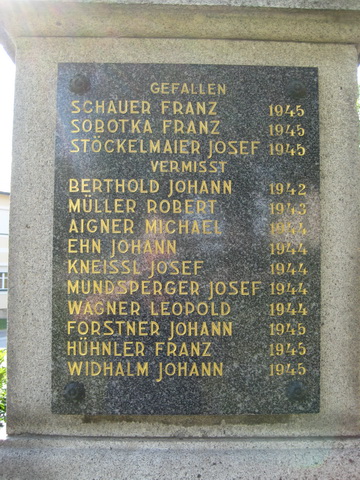 GEFALLEN
SCHAUER FRANZ 1945
SOBOTKA FRANZ 1945
STÖCKELMAIER JOSEF 1945
VERMISST
BERTHOLD JOHANN 1942
MÜLLER ROBERT 1943
AIGNER MICHAEL 1944
EHN JOHANN 1944
KNEISSL JOSEF 1944
MUNDSPERGER JOSEF 1944
WAGNER LEOPOLD 1944
FORSTNER JOHANN 1945
HÜHNLER FRANZ 1945
WIDHALM JOHANN 1945